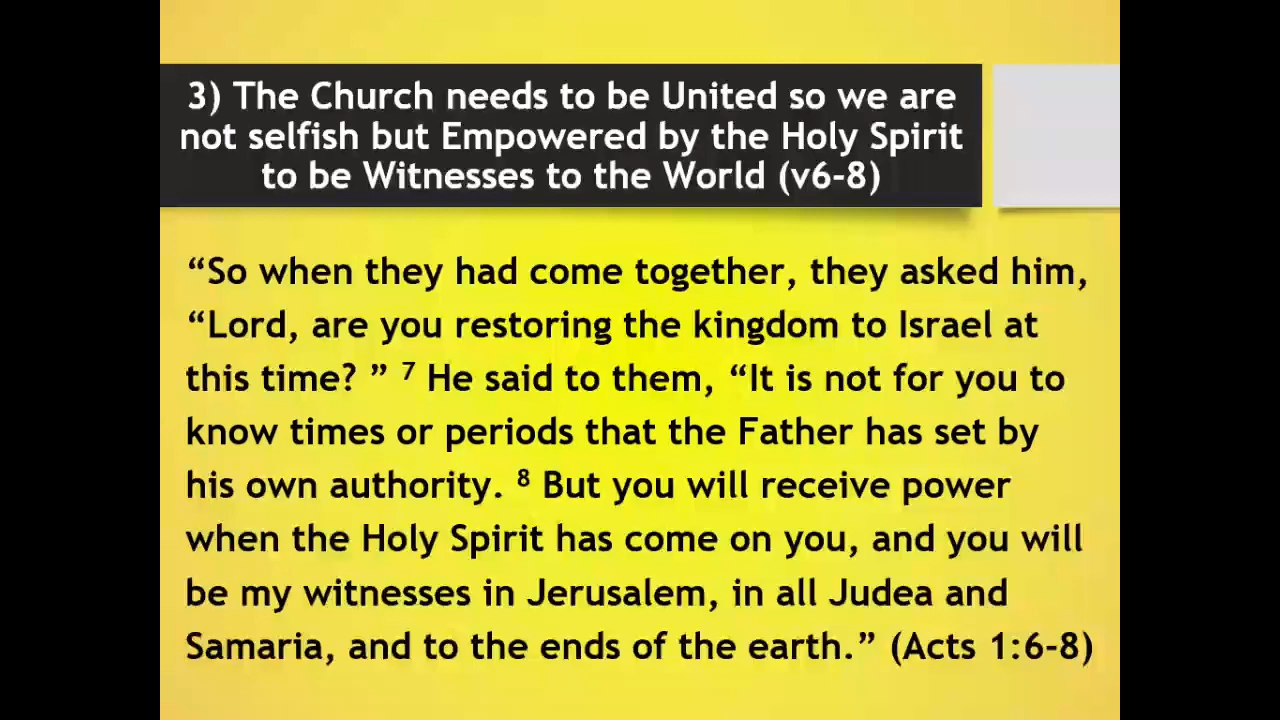 3) The Church needs to be United so we are
not selfish but Empowered by the Holy Spirit
to be Witnesses to the World (v6-8)
“So when they had come together, they asked him,
“Lord, are you restoring the kingdom to Israel at
this time? ” ⁷ He said to them, “It is not for you to
know times or periods that the Father has set by
his own authority. ⁸ But you will receive power
when the Holy Spirit has come on you, and you will
be my witnesses in Jerusalem, in all Judea and
Samaria, and to the ends of the earth.” (Acts 1:6-8)